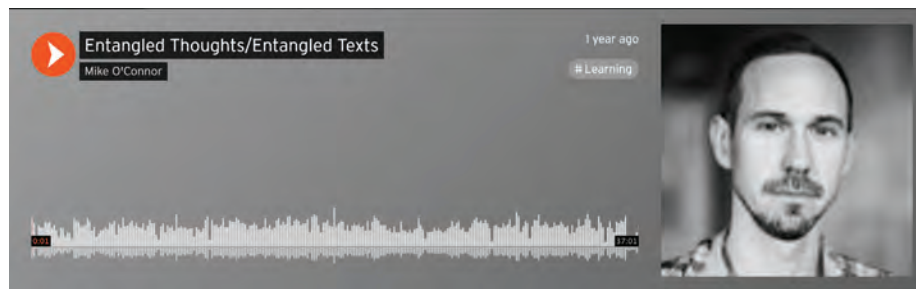 Entangled Thoughts/Entangled Texts
1 year ago
Mike O'Connor
# Learning
0:01
37:01